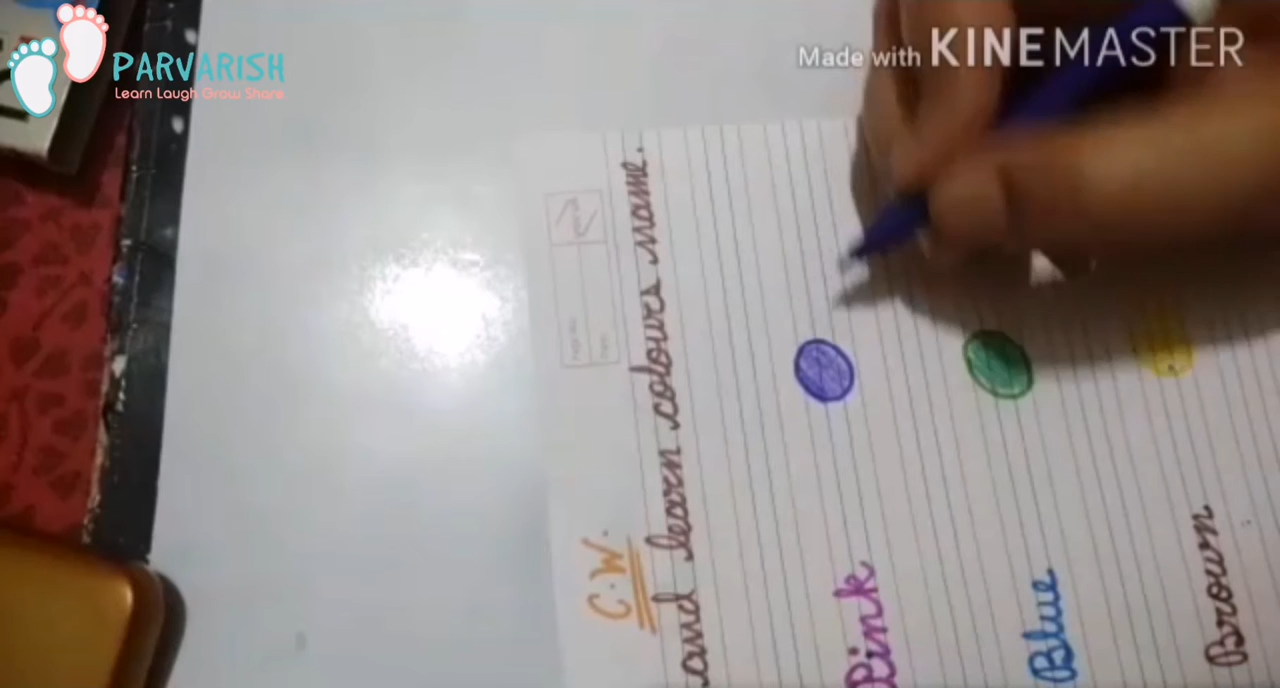 PARVARISH
Learn Laugh Grow Share
Made with KINEMASTER
C.W.
and learn colours name.
Pink
Blue
Brown